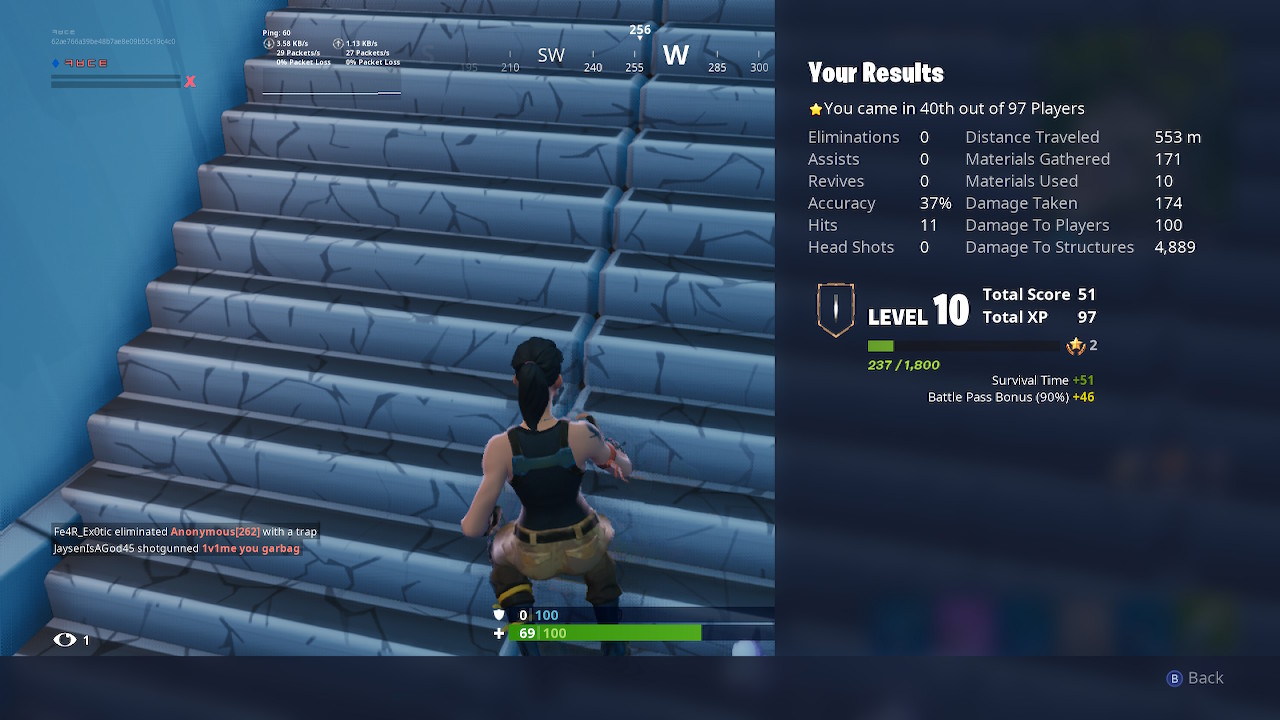 62ae766a39be48b7ae8e09b55c19c4c0
Ping: 60
3.58 KB/s 1.13 KB/s
29 Packets/s 27 Packets/s
0% Packet Loss 0% Packet Loss
256
195 210 SW 240 255 W 285 300
Your Results
You came in 40th out of 97 Players
Eliminations 0 Distance Traveled 553 m
Assists 0 Materials Gathered 171
Revives 0 Materials Used 10
Accuracy 37% Damage Taken 174
Hits 11 Damage To Players 100
Head Shots 0 Damage To Structures 4,889
LEVEL 10
Total Score 51
Total XP 97
2
237 / 1,800
Survival Time +51
Battle Pass Bonus (90%) +46
Fe4R_Ex0tic eliminated Anonymous[262] with a trap
JaysenIsAGod45 shotgunned 1v1me you garbag
1
0 100
69 100
B Back